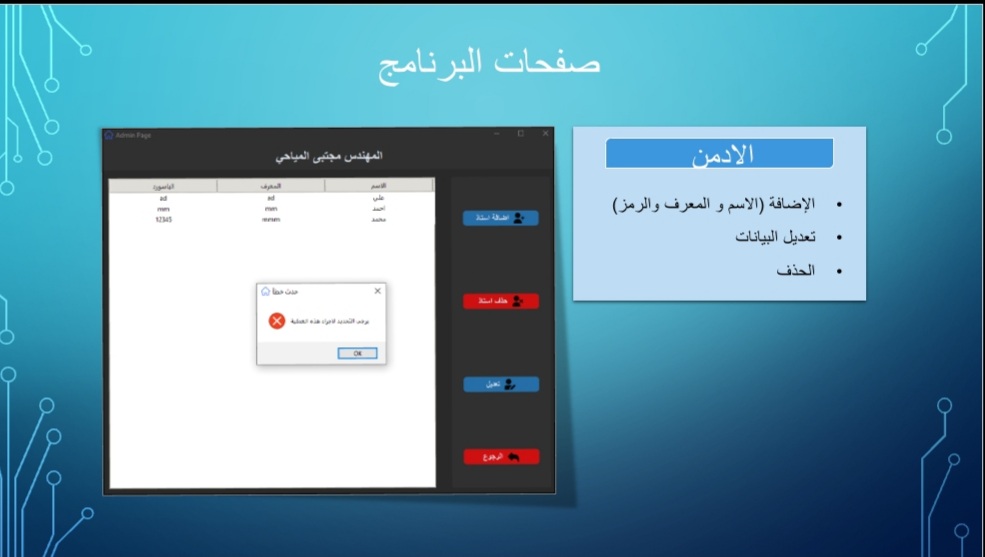 صفحات البرنامج
الادمن
• الإضافة (الاسم و المعرف والرمز)
• تعديل البيانات
• الحذف
Admin Page
المهندس مجتبى المياحي
الاسم المعرف الباسورد
علي ad ad
احمد mm mm
محمد mmm 12345
اضافة استاذ
حذف استاذ
تعديل
الرجوع
حدث خطأ
يرجى التحديد لاجراء هذه العملية
OK